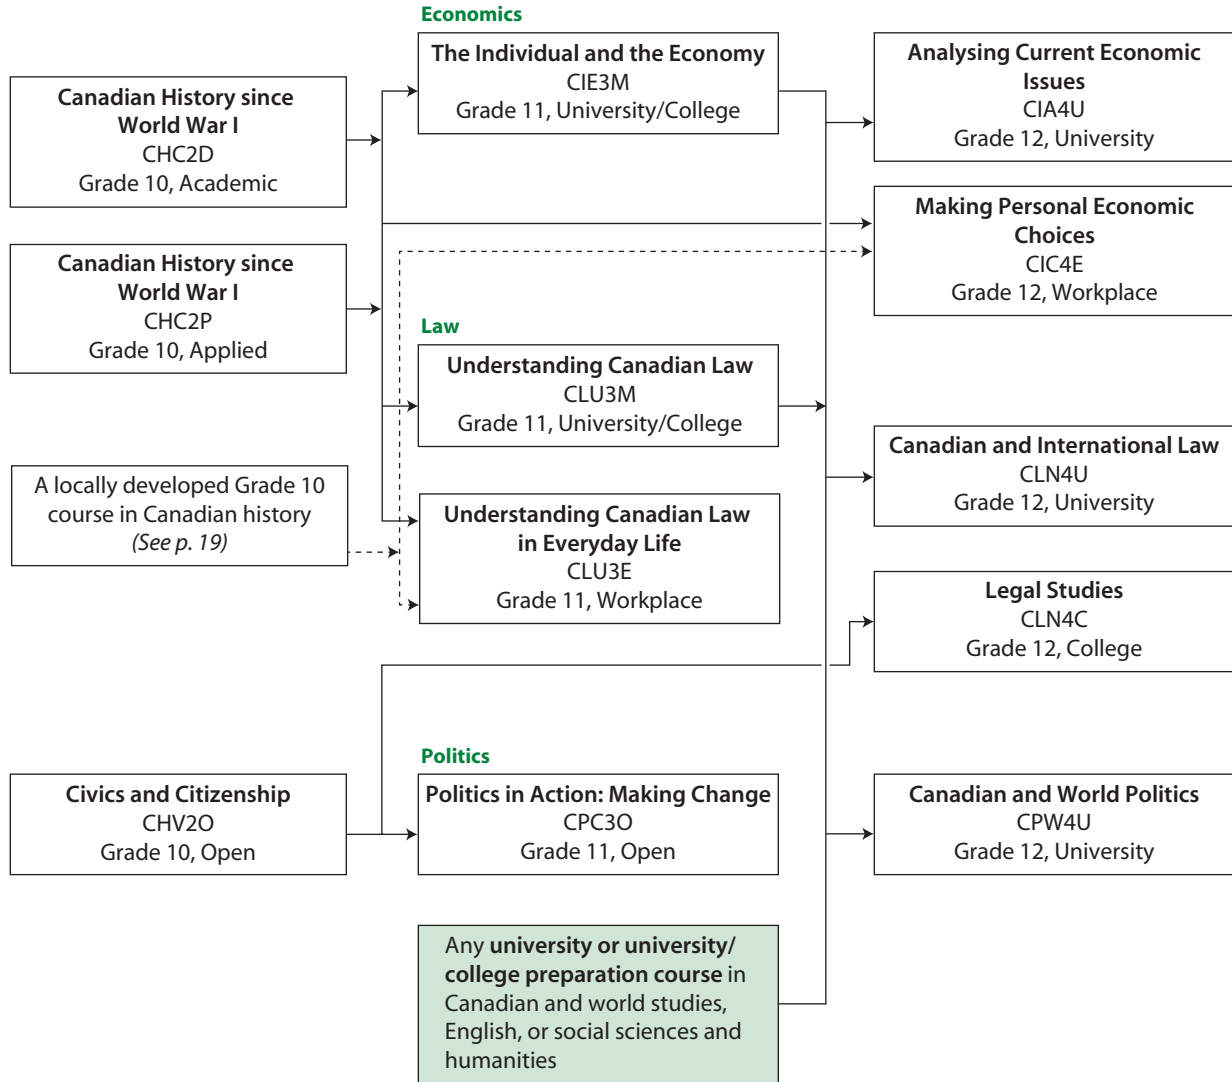 Economics
The Individual and the Economy
CIE3M
Grade 11, University/College
Analysing Current Economic
Issues
CIA4U
Grade 12, University
Canadian History since
World War I
CHC2D
Grade 10, Academic
Making Personal Economic
Choices
CIC4E
Grade 12, Workplace
Canadian History since
World War I
CHC2P
Grade 10, Applied
Law
Understanding Canadian Law
CLU3M
Grade 11, University/College
Canadian and International Law
CLN4U
Grade 12, University
A locally developed Grade 10
course in Canadian history
(See p. 19)
Understanding Canadian Law
in Everyday Life
CLU3E
Grade 11, Workplace
Legal Studies
CLN4C
Grade 12, College
Politics
Civics and Citizenship
CHV2O
Grade 10, Open
Politics in Action: Making Change
CPC3O
Grade 11, Open
Canadian and World Politics
CPW4U
Grade 12, University
Any university or university/
college preparation course in
Canadian and world studies,
English, or social sciences and
humanities